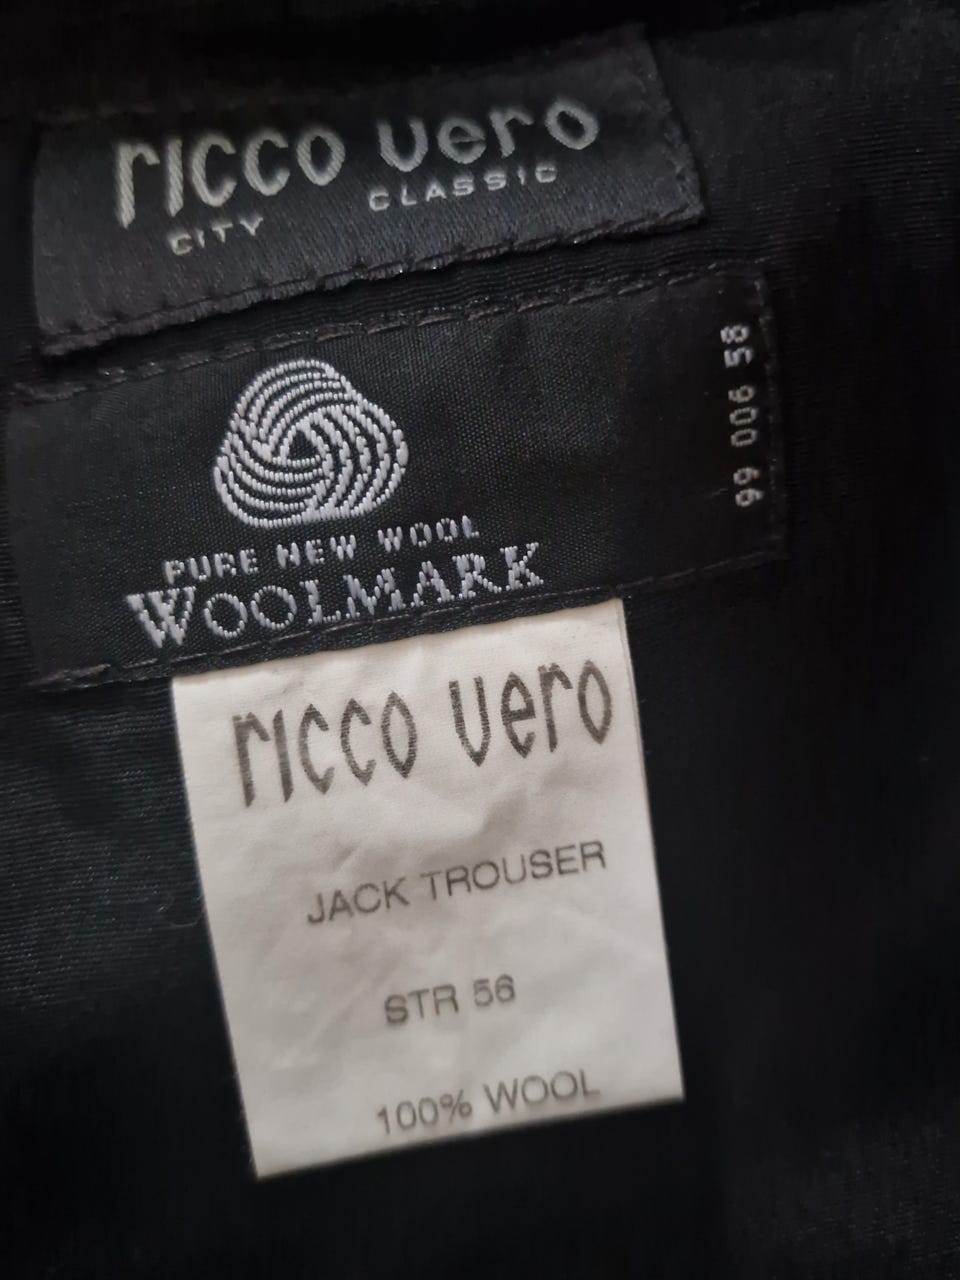 ricco vero
CITY CLASSIC
PURE NEW WOOL
WOOLMARK
99 006 58
ricco vero
JACK TROUSER
STR 56
100% WOOL